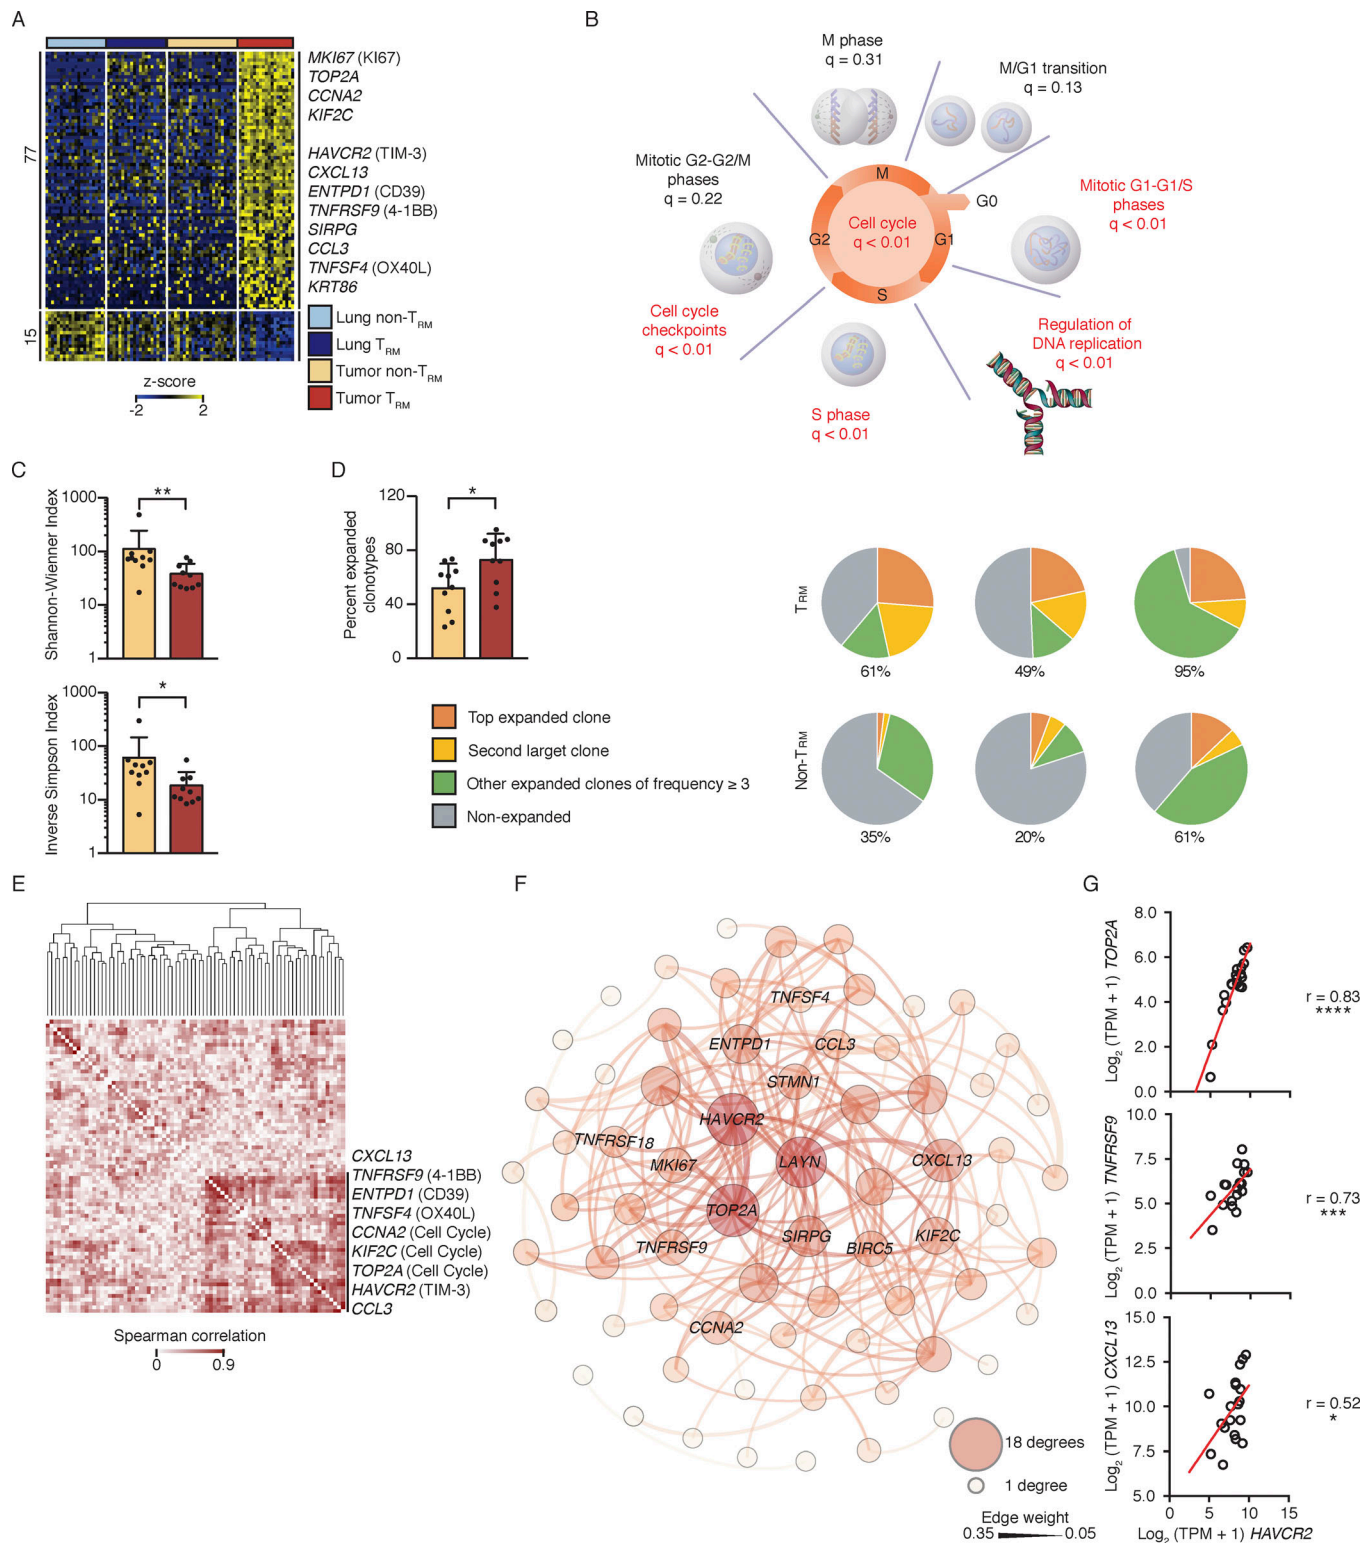 A
MKI67 (KI67)
TOP2A
CCNA2
KIF2C
HAVCR2 (TIM-3)
CXCL13
ENTPD1 (CD39)
TNFRSF9 (4-1BB)
SIRPG
CCL3
TNFSF4 (OX40L)
KRT86
77
15
Lung non-TRM
Lung TRM
Tumor non-TRM
Tumor TRM
z-score
-2 2
B
M phase
q = 0.31
M/G1 transition
q = 0.13
Mitotic G2-G2/M
phases
q = 0.22
Mitotic G1-G1/S
phases
q < 0.01
M
G0
G1
S
G2
Cell cycle
q < 0.01
Cell cycle
checkpoints
q < 0.01
Regulation of
DNA replication
q < 0.01
S phase
q < 0.01
C
Shannon-Wienner Index
1000
100
10
1
**
Inverse Simpson Index
1000
100
10
1
*
D
Percent expanded
clonotypes
120
80
40
0
*
Top expanded clone
Second larget clone
Other expanded clones of frequency ≥ 3
Non-expanded
TRM
61% 49% 95%
Non-TRM
35% 20% 61%
E
CXCL13
TNFRSF9 (4-1BB)
ENTPD1 (CD39)
TNFSF4 (OX40L)
CCNA2 (Cell Cycle)
KIF2C (Cell Cycle)
TOP2A (Cell Cycle)
HAVCR2 (TIM-3)
CCL3
Spearman correlation
0 0.9
F
TNFSF4
ENTPD1 CCL3
STMN1
HAVCR2
TNFRSF18
MKI67 LAYN CXCL13
TOP2A
TNFRSF9 SIRPG BIRC5 KIF2C
CCNA2
18 degrees
1 degree
Edge weight
0.35 0.05
G
Log2 (TPM + 1) TOP2A
8.0
6.0
4.0
2.0
0.0
r = 0.83
****
Log2 (TPM + 1) TNFRSF9
10.0
7.5
5.0
2.5
0.0
r = 0.73
***
Log2 (TPM + 1) CXCL13
15.0
12.5
10.0
7.5
5.0
r = 0.52
*
0 5 10 15
Log2 (TPM + 1) HAVCR2